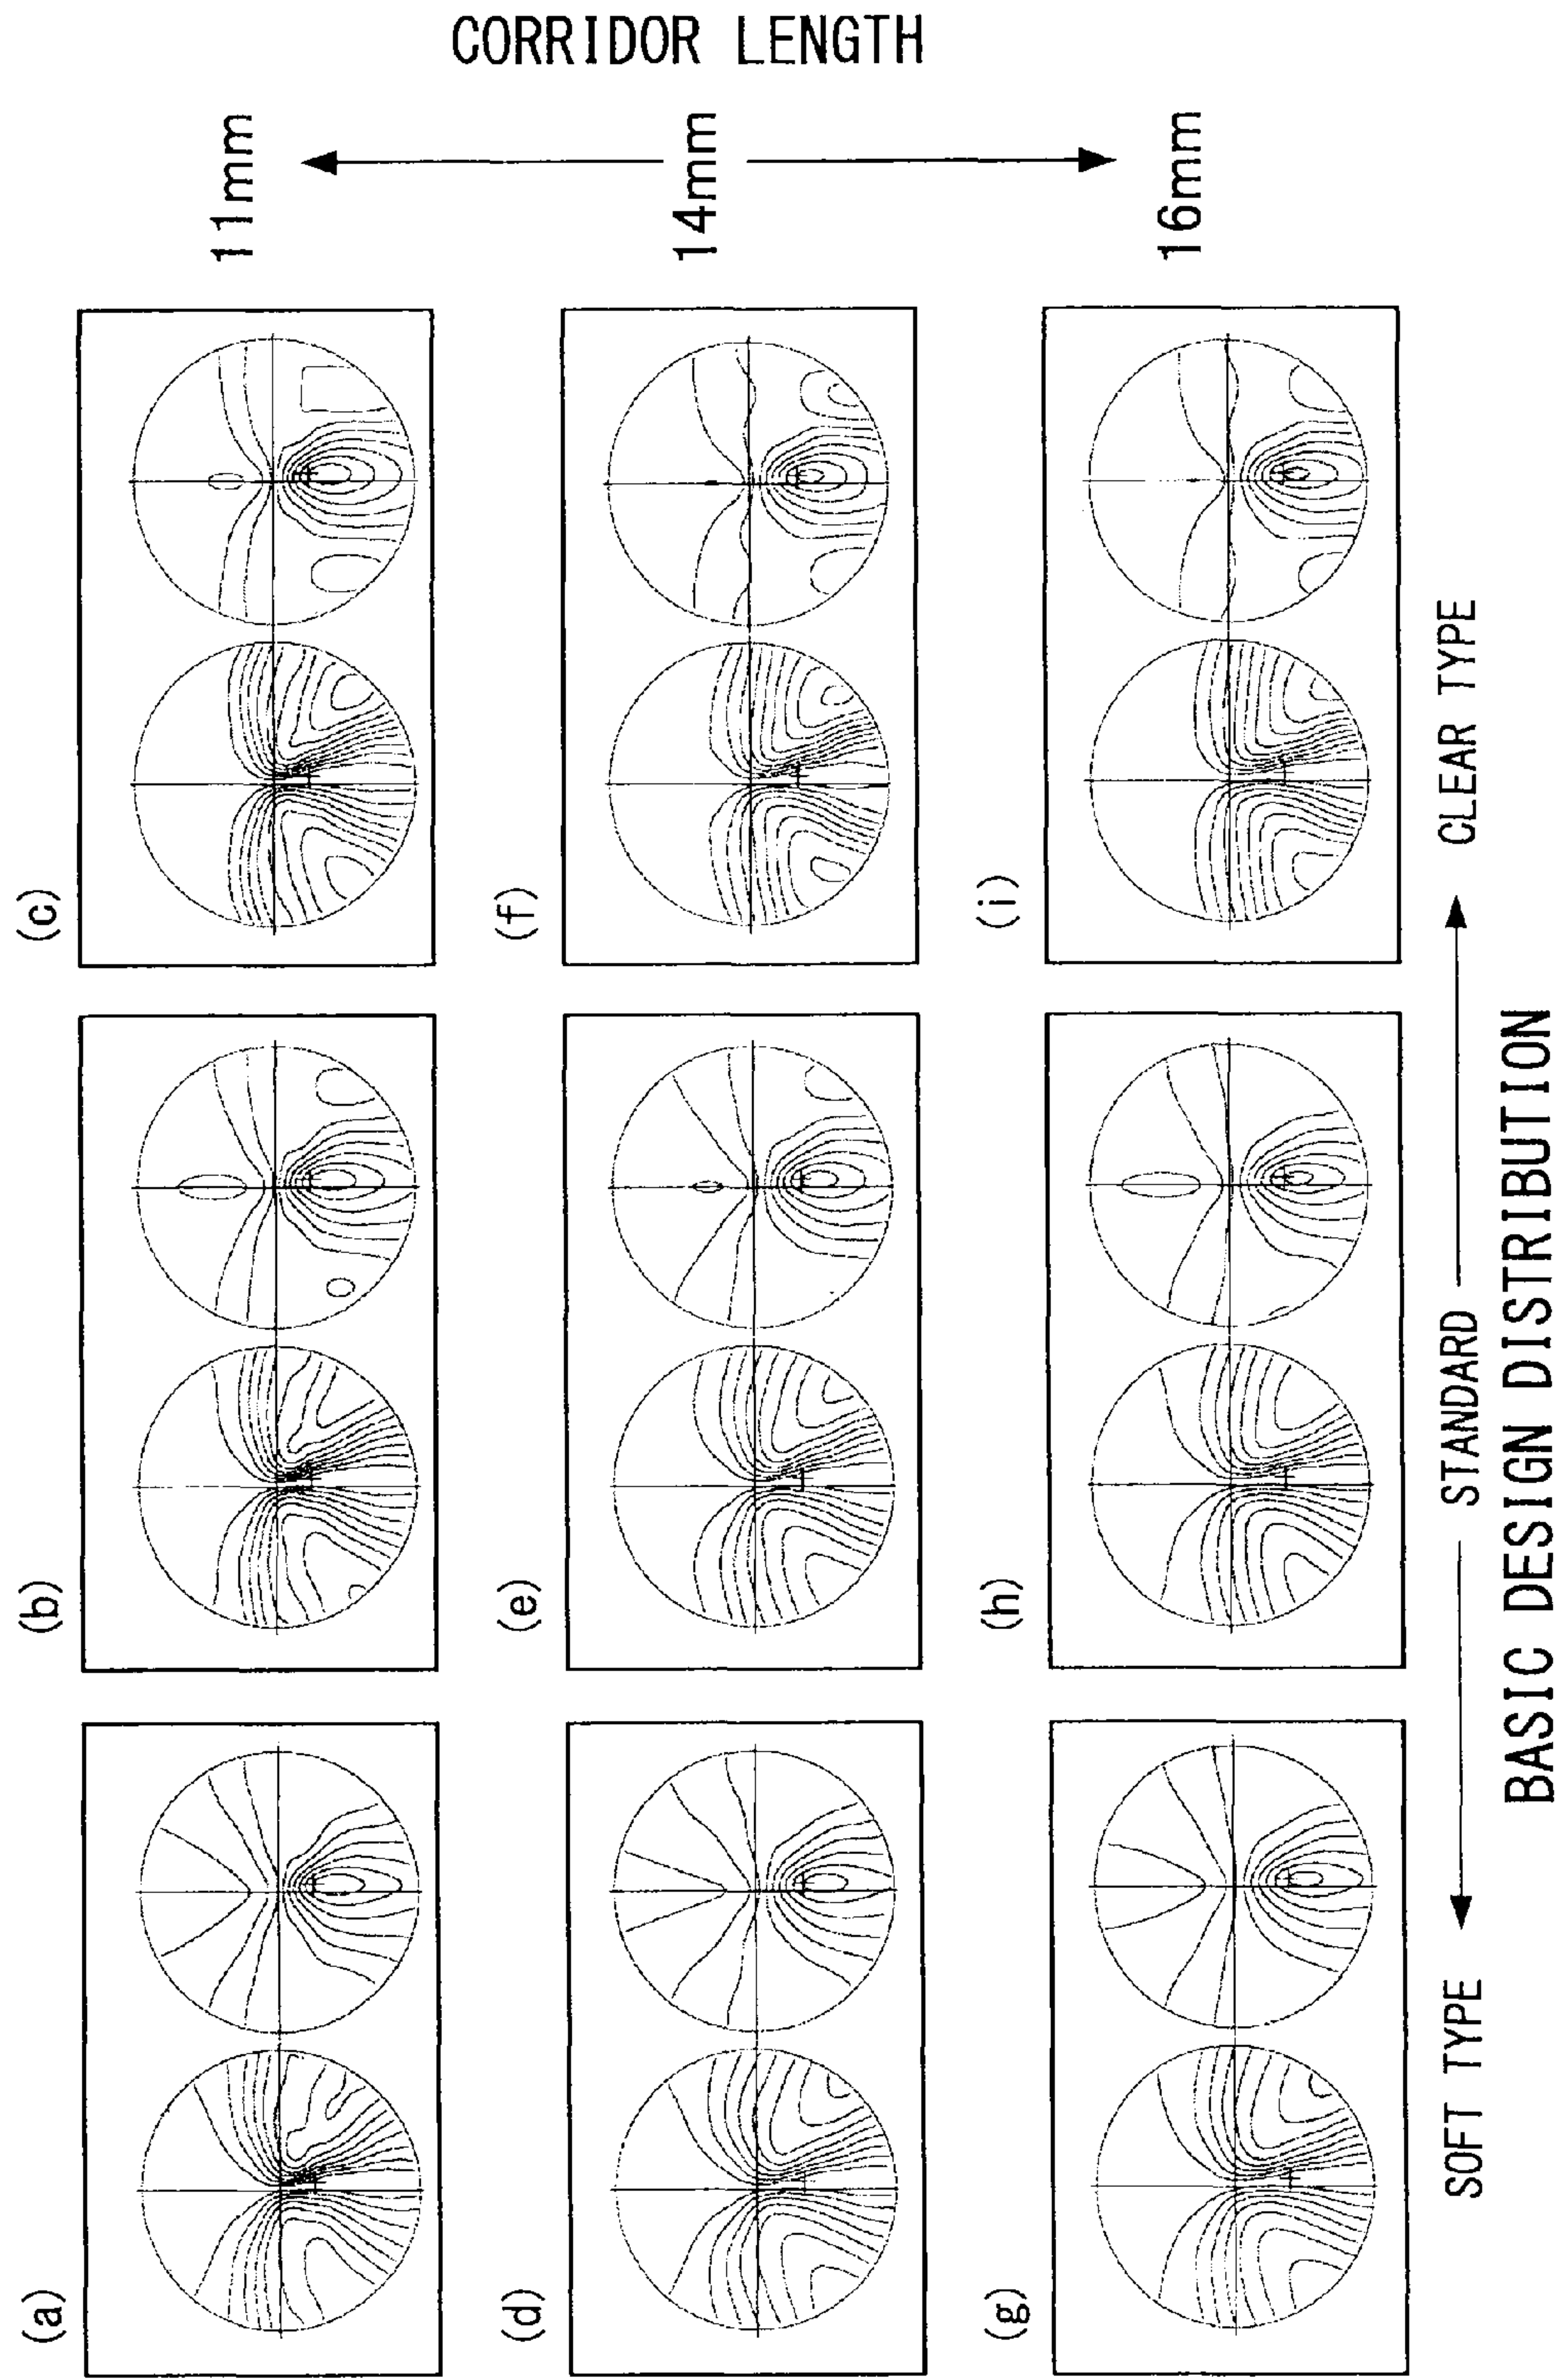 (a)
(b)
(c)
11mm
(d)
(e)
(f)
14mm
(g)
(h)
(i)
16mm
CORRIDOR LENGTH
SOFT TYPE
STANDARD
CLEAR TYPE
BASIC DESIGN DISTRIBUTION